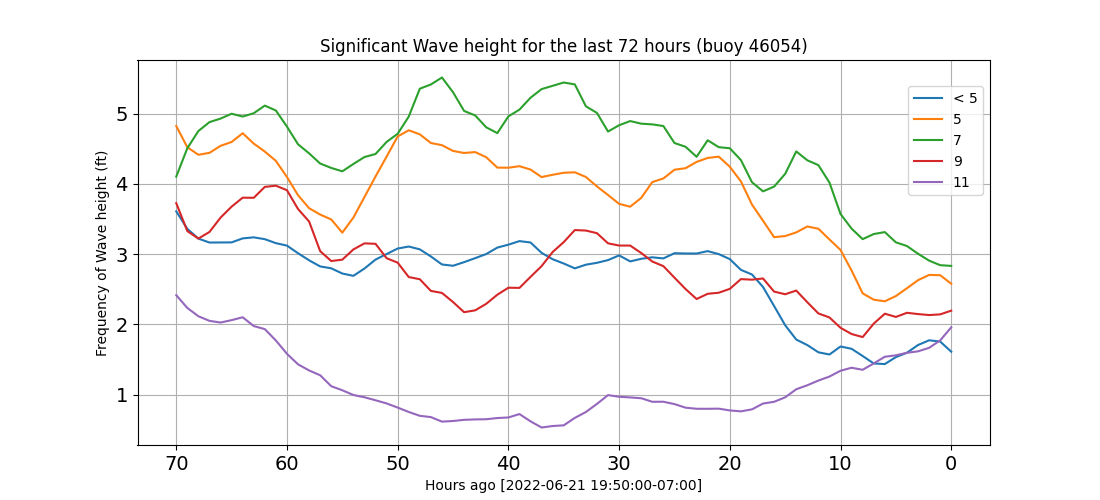 Significant Wave height for the last 72 hours (buoy 46054)
Frequency of Wave height (ft)
5
4
3
2
1
< 5
5
7
9
11
70 60 50 40 30 20 10 0
Hours ago [2022-06-21 19:50:00-07:00]